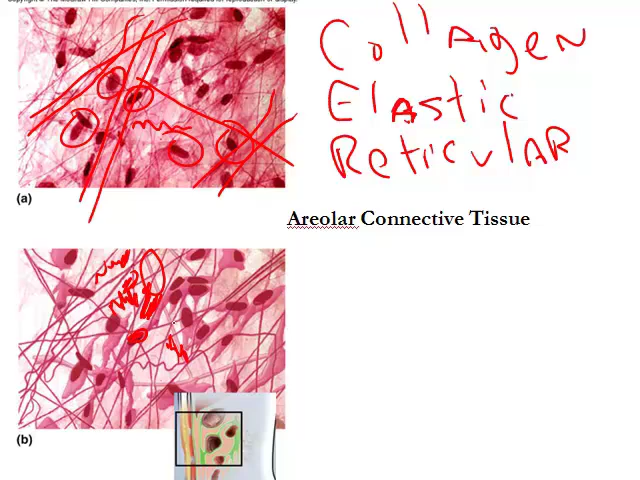 CollAgen
ElAstic
ReticulAR
(a)
Areolar Connective Tissue
(b)